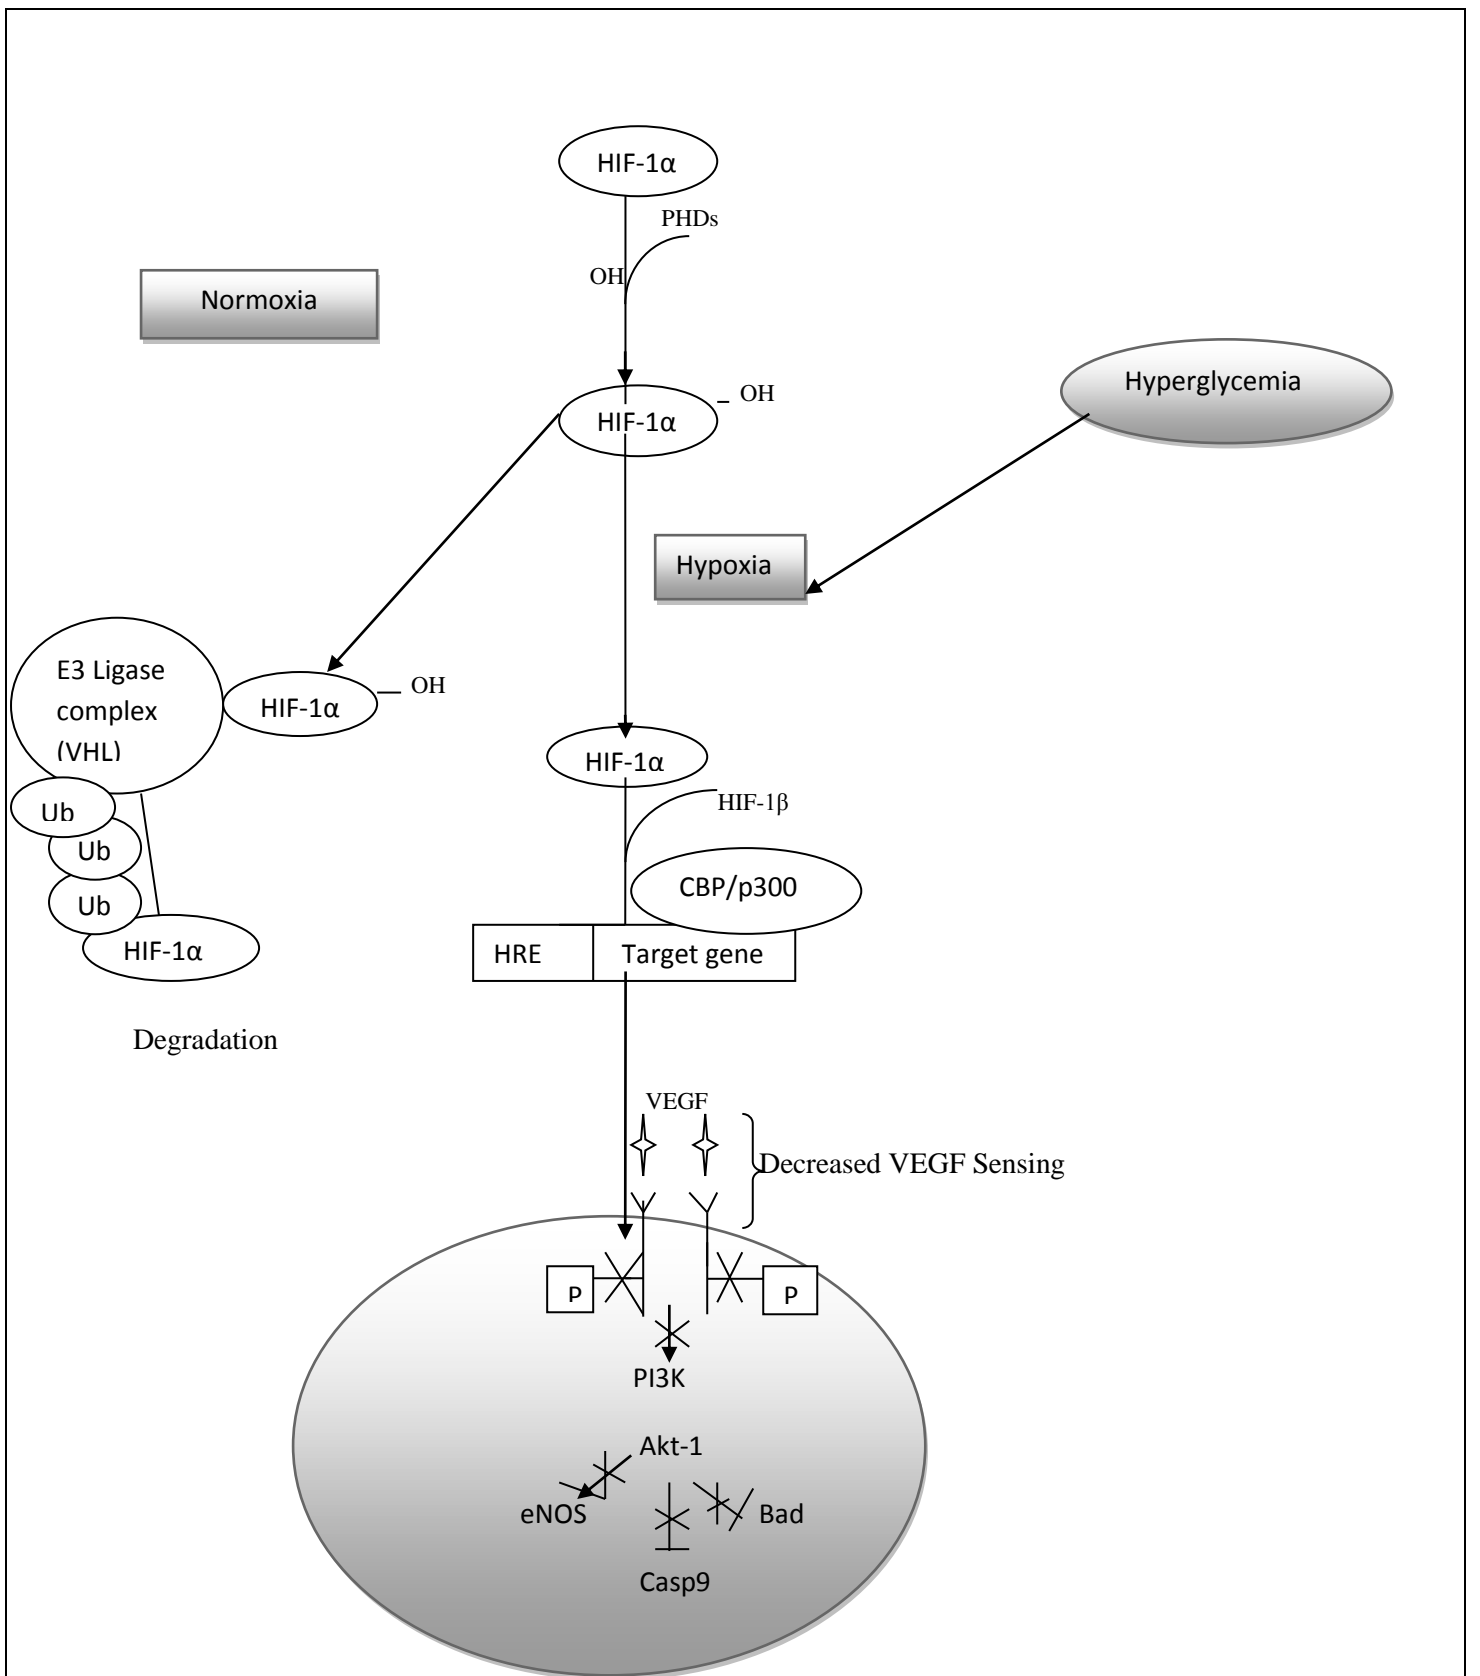 HIF-1α
PHDs
OH
Normoxia
Hyperglycemia
HIF-1α
OH
Hypoxia
E3 Ligase
complex
(VHL)
HIF-1α
OH
HIF-1α
HIF-1β
Ub
Ub
Ub
HIF-1α
CBP/p300
HRE
Target gene
Degradation
VEGF
Decreased VEGF Sensing
P
P
PI3K
Akt-1
eNOS
Bad
Casp9